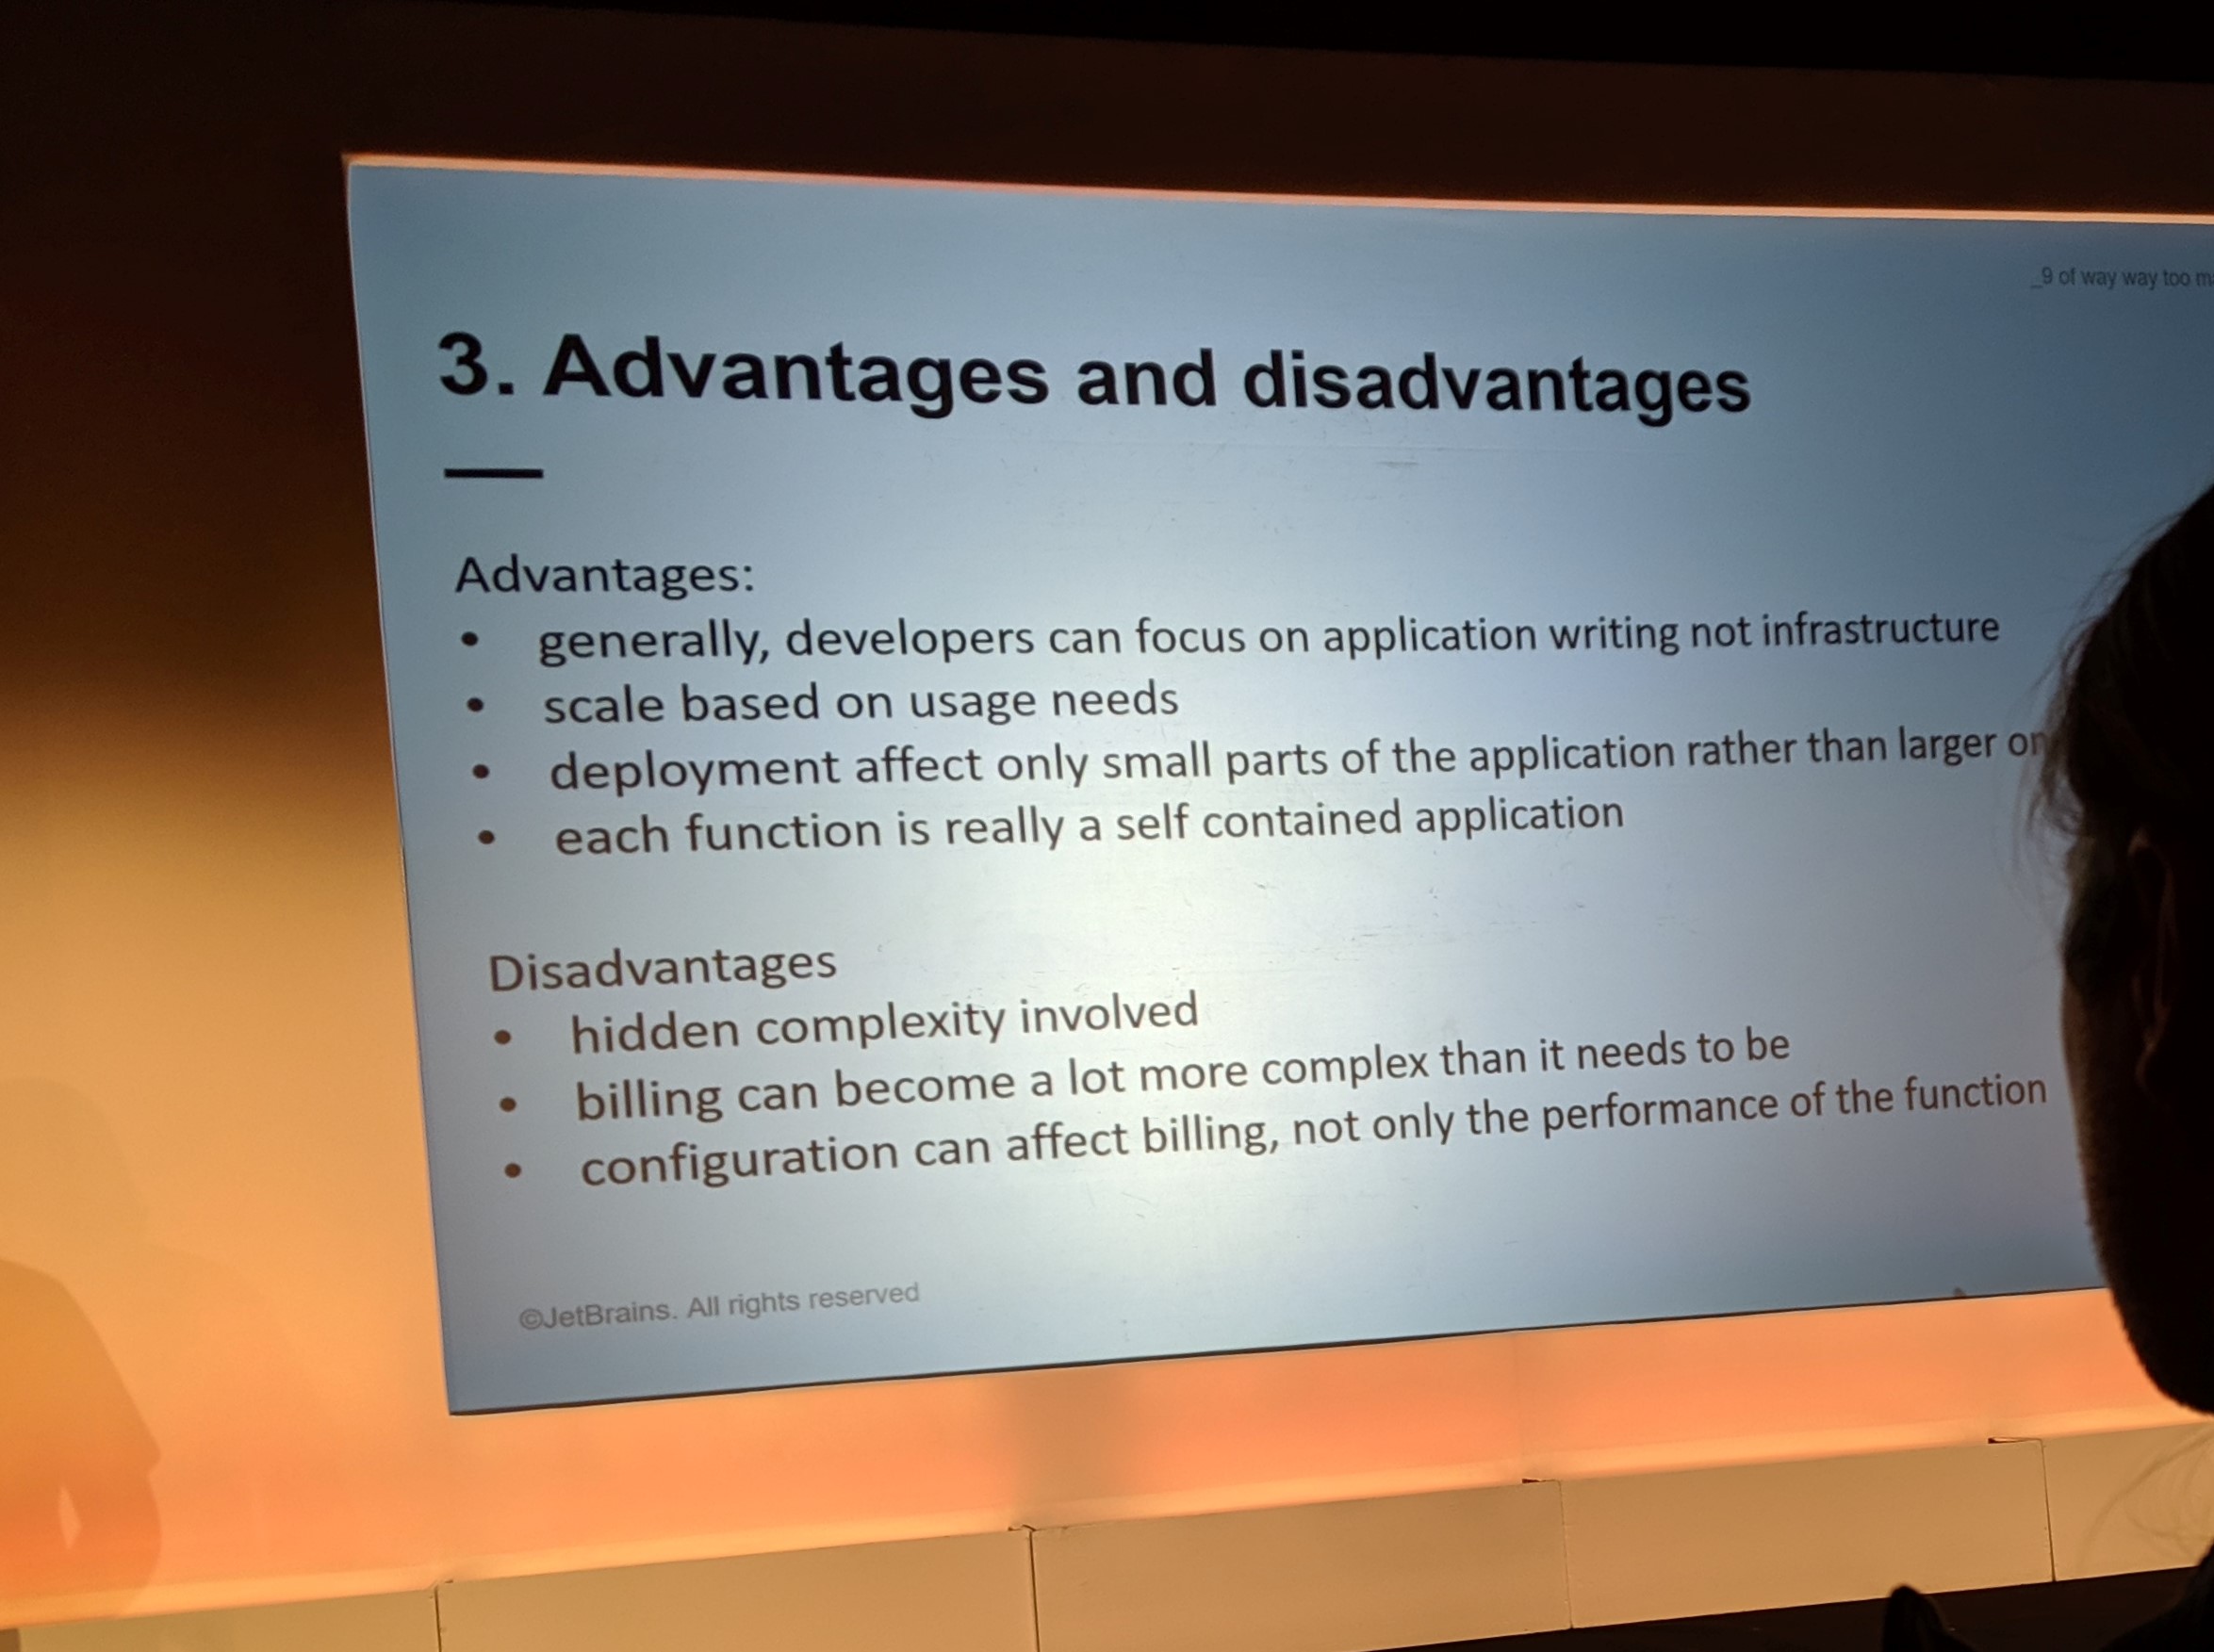 _9 of way way too
3. Advantages and disadvantages
Advantages:
• generally, developers can focus on application writing not infrastructure
• scale based on usage needs
• deployment affect only small parts of the application rather than larger
• each function is really a self contained application
Disadvantages
• hidden complexity involved
• billing can become a lot more complex than it needs to be
• configuration can affect billing, not only the performance of the function
©JetBrains. All rights reserved